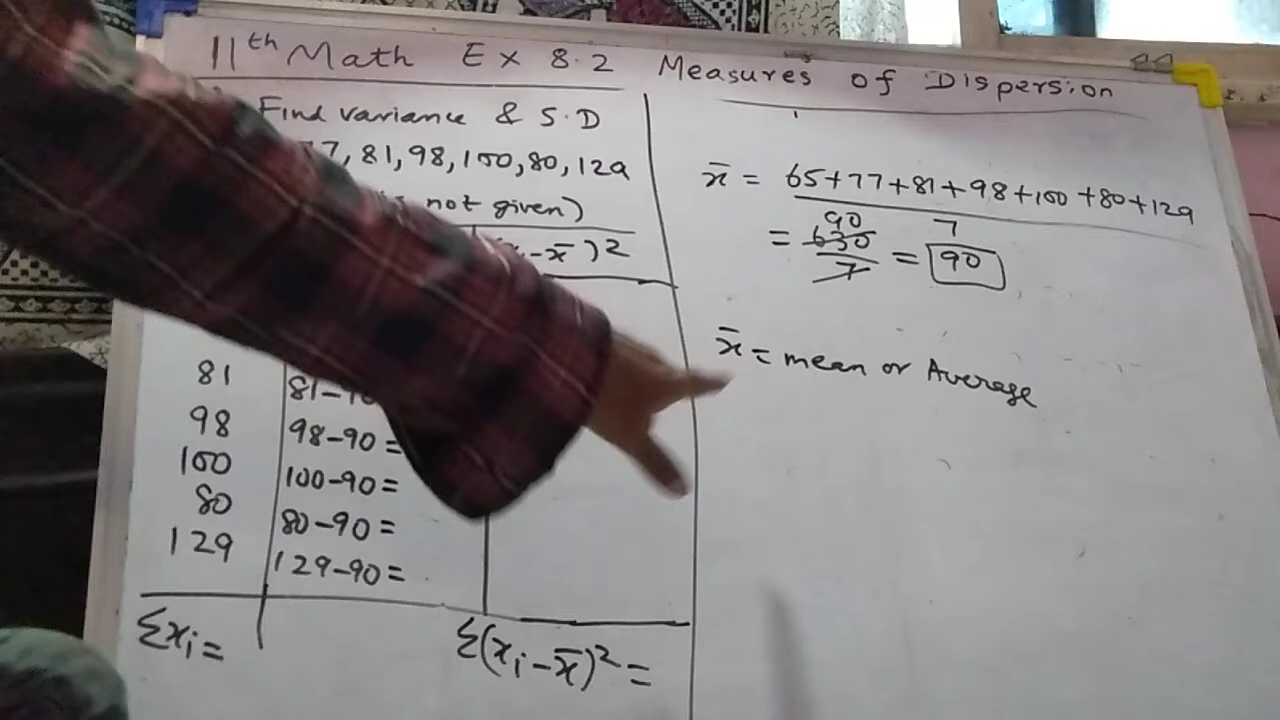 11th Math Ex 8.2 Measures of Dispersion
Find variance & S.D
7, 81, 98, 100, 80, 129
not given)
-x̄)2
81 81-
98 98-90=
100 100-90=
80 80-90=
129 129-90=
Σxi= Σ(xi-x̄)2=
x̄ = 65+77+81+98+100+80+129
7
= 630 90
7 = 90
x̄= mean or Average